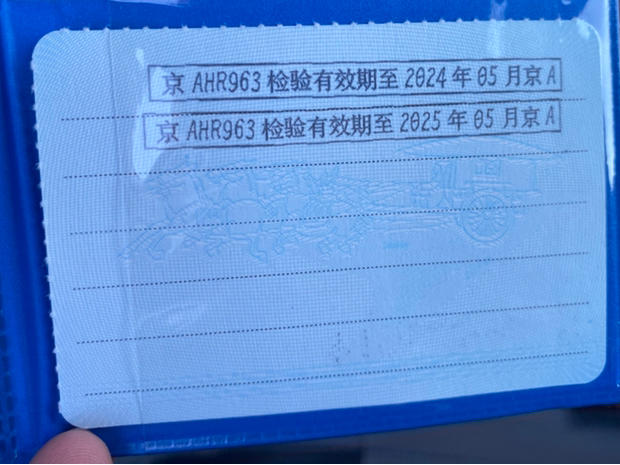 京 AHR963 检验有效期至 2024 年 05 月京 A
京 AHR963 检验有效期至 2025 年 05 月京 A